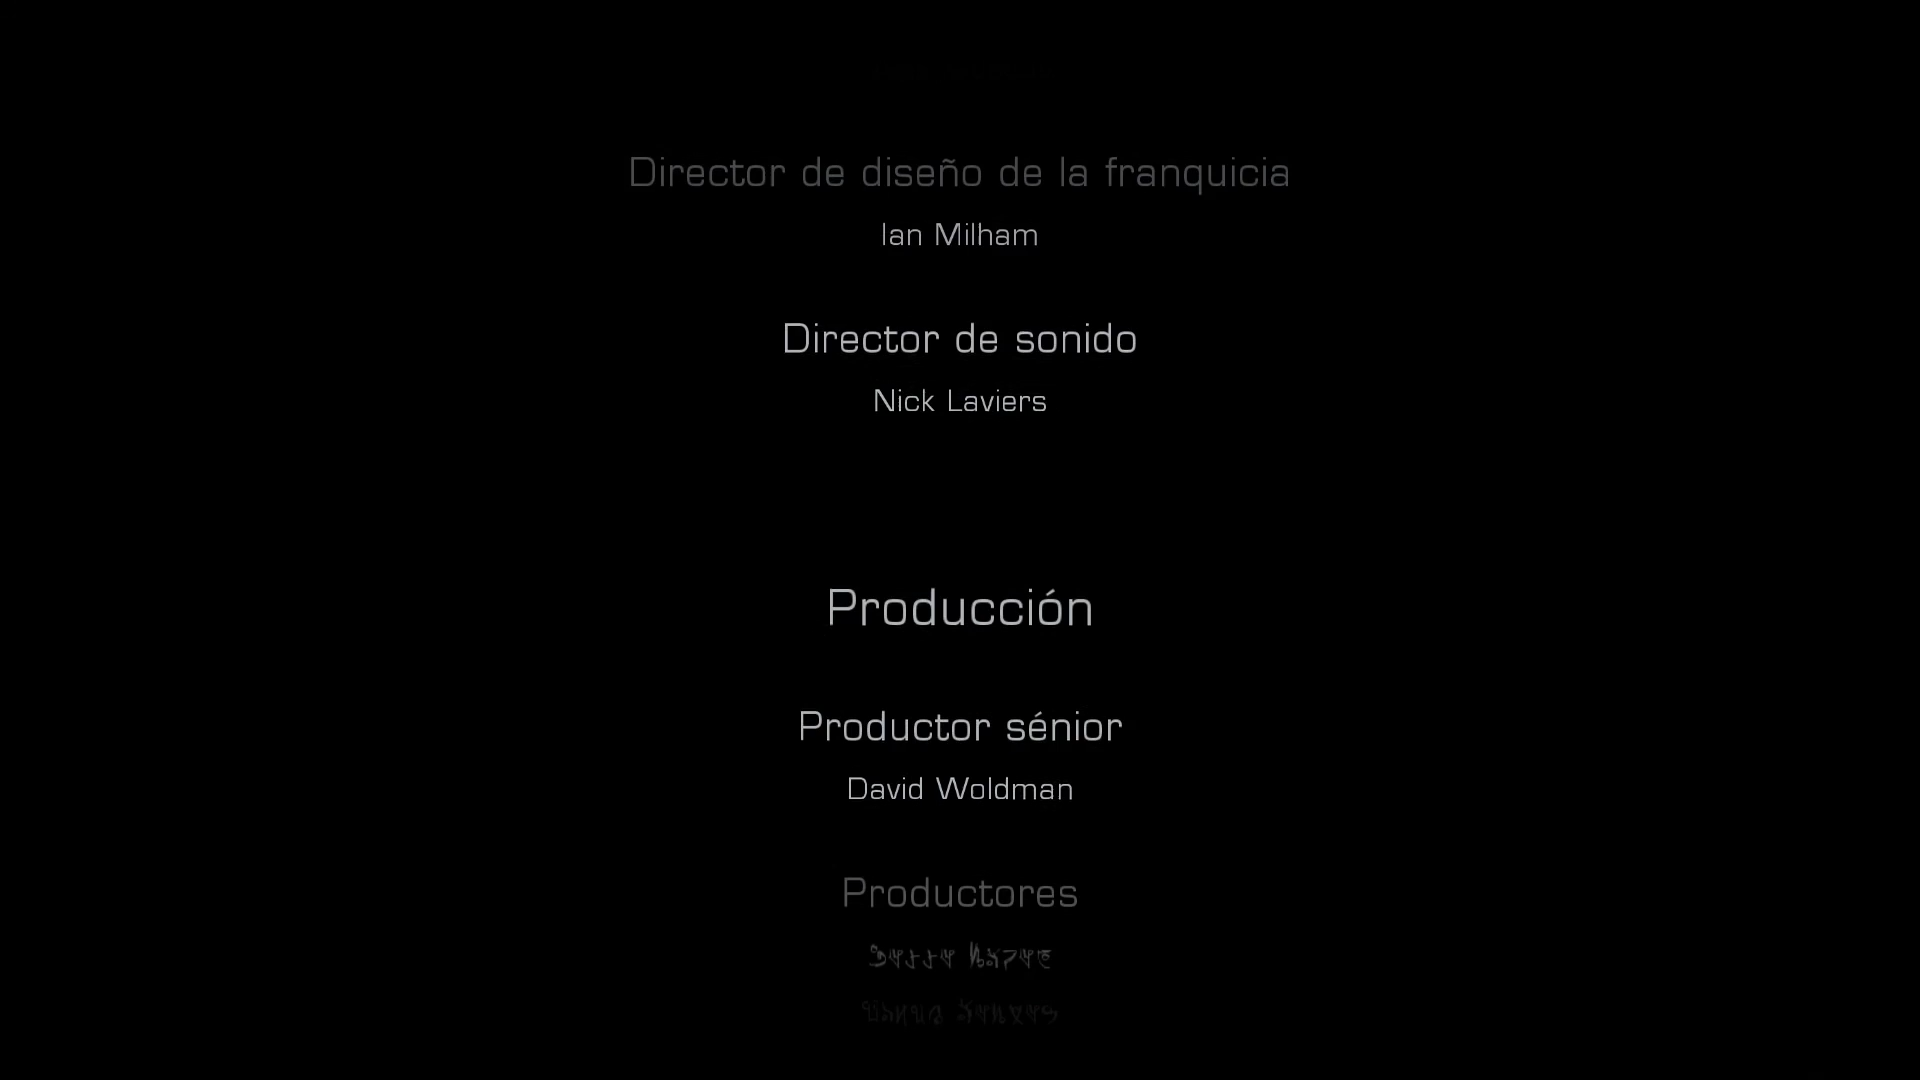 Director de diseño de la franquicia
Ian Milham
Director de sonido
Nick Laviers
Producción
Productor sénior
David Woldman
Productores